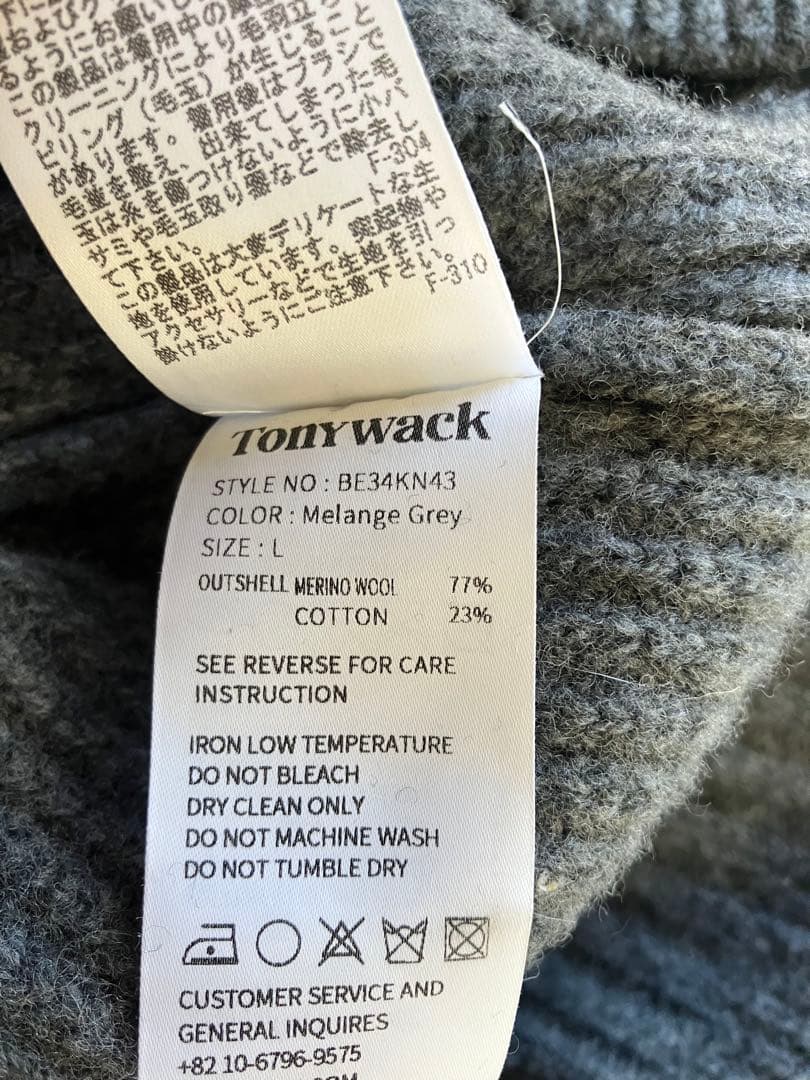 るようにお願いし
この製品は着用中の摩
クリーニングにより毛羽立
ピリング（毛玉）が生じること
があります。着用後はブラシで
毛並を整え、出来てしまった毛
玉は糸を傷つけないように小バ
サミや毛玉取り器などで除去し
て下さい。 F-304
この製品は大変デリケートな生
地を使用しています。突起物や
アクセサリーなどで生地を引っ
掛けないようにご注意下さい。
F-310
Tonywack
STYLE NO : BE34KN43
COLOR : Melange Grey
SIZE : L
OUTSHELL MERINO WOOL 77%
COTTON 23%
SEE REVERSE FOR CARE
INSTRUCTION
IRON LOW TEMPERATURE
DO NOT BLEACH
DRY CLEAN ONLY
DO NOT MACHINE WASH
DO NOT TUMBLE DRY
CUSTOMER SERVICE AND
GENERAL INQUIRES
+82 10-6796-9575